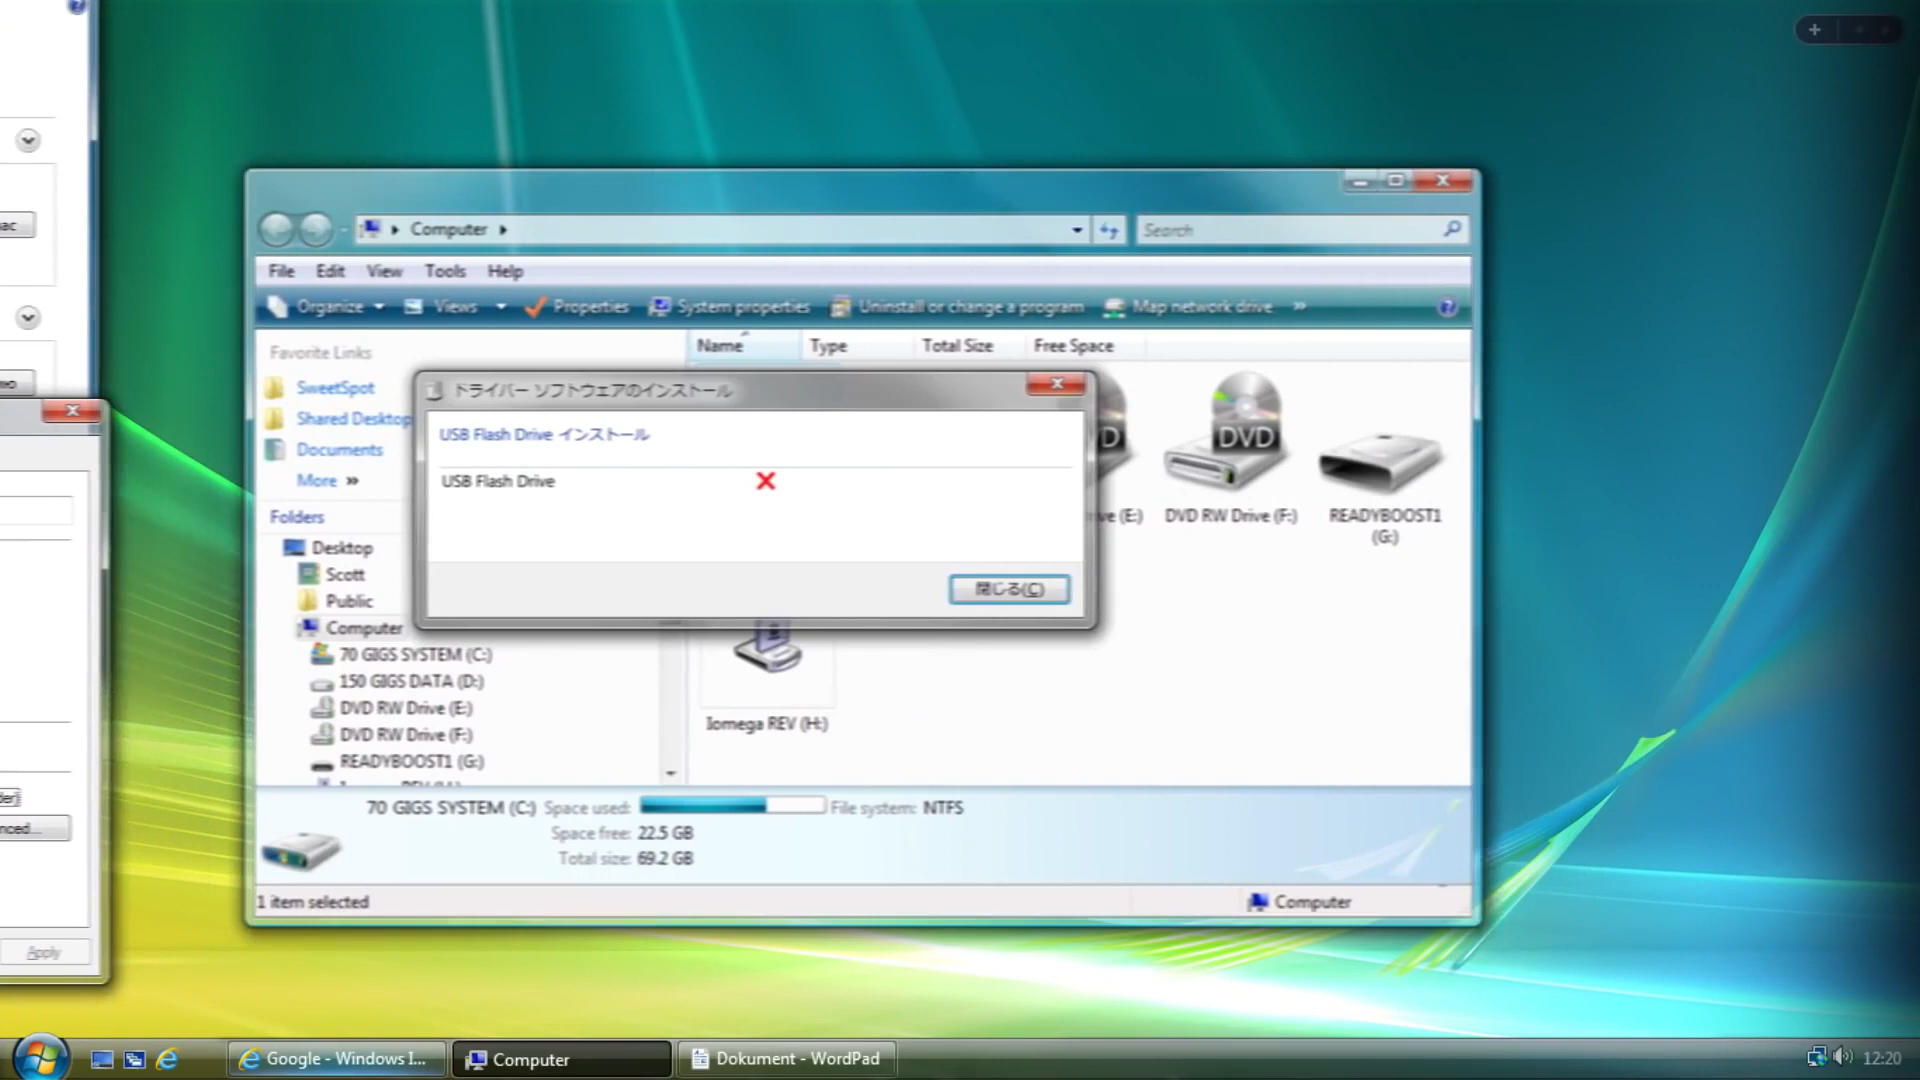 Computer
Search
File Edit View Tools Help
Organize Views Properties System properties Uninstall or change a program Map network drive »
Favorite Links
SweetSpot
Shared Desktop
Documents
More »
Folders
Desktop
Scott
Public
Computer
70 GIGS SYSTEM (C:)
150 GIGS DATA (D:)
DVD RW Drive (E:)
DVD RW Drive (F:)
READYBOOST1 (G:)
Name Type Total Size Free Space
ドライバー ソフトウェアのインストール
USB Flash Drive インストール
USB Flash Drive
閉じる(C)
DVD
ive (E:)
DVD RW Drive (F:)
READYBOOST1
(G:)
Iomega REV (H:)
70 GIGS SYSTEM (C:) Space used: File system: NTFS
Space free: 22.5 GB
Total size: 69.2 GB
1 item selected
Computer
nced...
Apply
Google - Windows I...
Computer
Dokument - WordPad
12:20